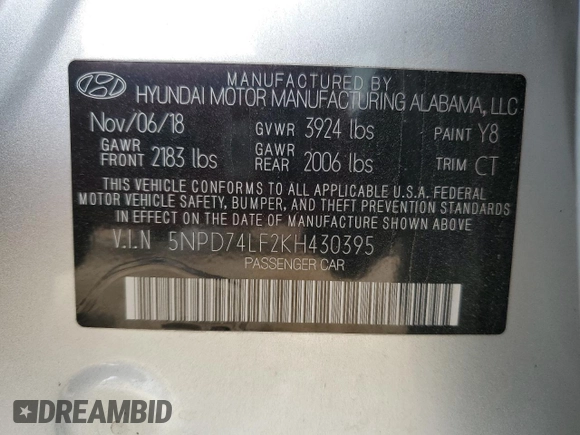 MANUFACTURED BY
HYUNDAI MOTOR MANUFACTURING ALABAMA, LLC
Nov/06/18 GVWR 3924 lbs PAINT Y8
GAWR FRONT 2183 lbs GAWR REAR 2006 lbs TRIM CT
THIS VEHICLE CONFORMS TO ALL APPLICABLE U.S.A. FEDERAL
MOTOR VEHICLE SAFETY, BUMPER, AND THEFT PREVENTION STANDARDS
IN EFFECT ON THE DATE OF MANUFACTURE SHOWN ABOVE.
V.I.N 5NPD74LF2KH430395
PASSENGER CAR
DREAMBID